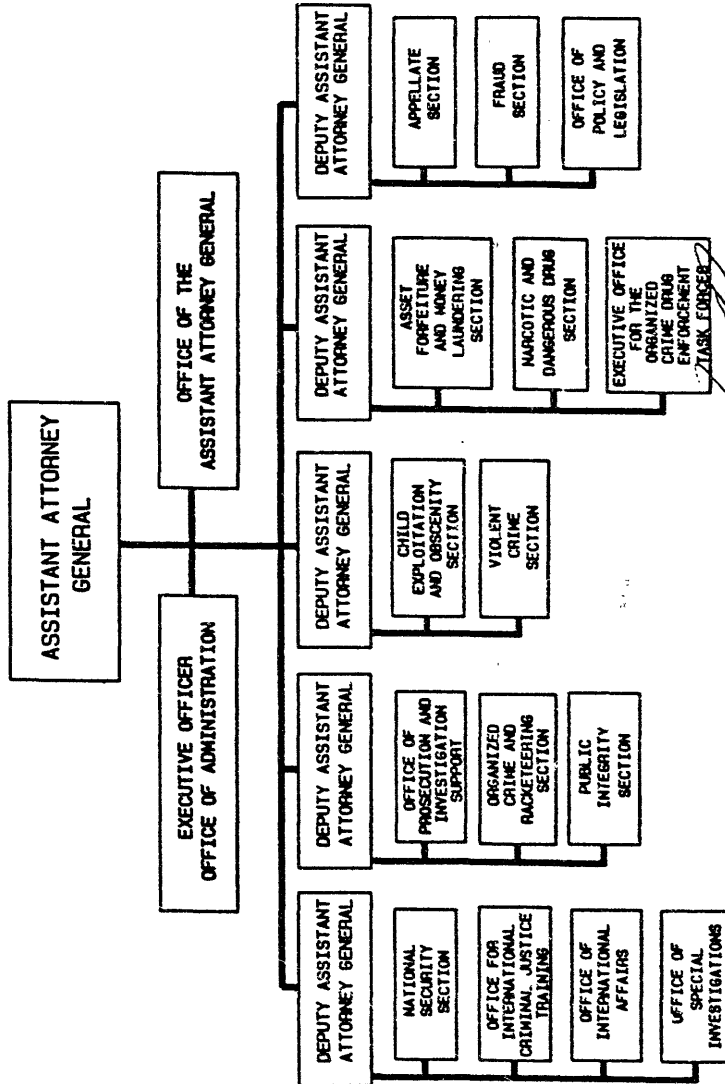 ASSISTANT ATTORNEY
GENERAL
EXECUTIVE OFFICER
OFFICE OF ADMINISTRATION
OFFICE OF THE
ASSISTANT ATTORNEY GENERAL
DEPUTY ASSISTANT
ATTORNEY GENERAL
NATIONAL
SECURITY
SECTION
OFFICE FOR
INTERNATIONAL
CRIMINAL JUSTICE
TRAINING
OFFICE OF
INTERNATIONAL
AFFAIRS
OFFICE OF
SPECIAL
INVESTIGATIONS
DEPUTY ASSISTANT
ATTORNEY GENERAL
OFFICE OF
PROSECUTION AND
INVESTIGATION
SUPPORT
ORGANIZED
CRIME AND
RACKETEERING
SECTION
PUBLIC
INTEGRITY
SECTION
DEPUTY ASSISTANT
ATTORNEY GENERAL
CHILD
EXPLOITATION
AND OBSCENITY
SECTION
VIOLENT
CRIME
SECTION
DEPUTY ASSISTANT
ATTORNEY GENERAL
ASSET
FORFEITURE
AND MONEY
LAUNDERING
SECTION
NARCOTIC AND
DANGEROUS DRUG
SECTION
EXECUTIVE OFFICE
FOR THE
ORGANIZED
CRIME DRUG
ENFORCEMENT
TASK FORCES
DEPUTY ASSISTANT
ATTORNEY GENERAL
APPELLATE
SECTION
FRAUD
SECTION
OFFICE OF
POLICY AND
LEGISLATION